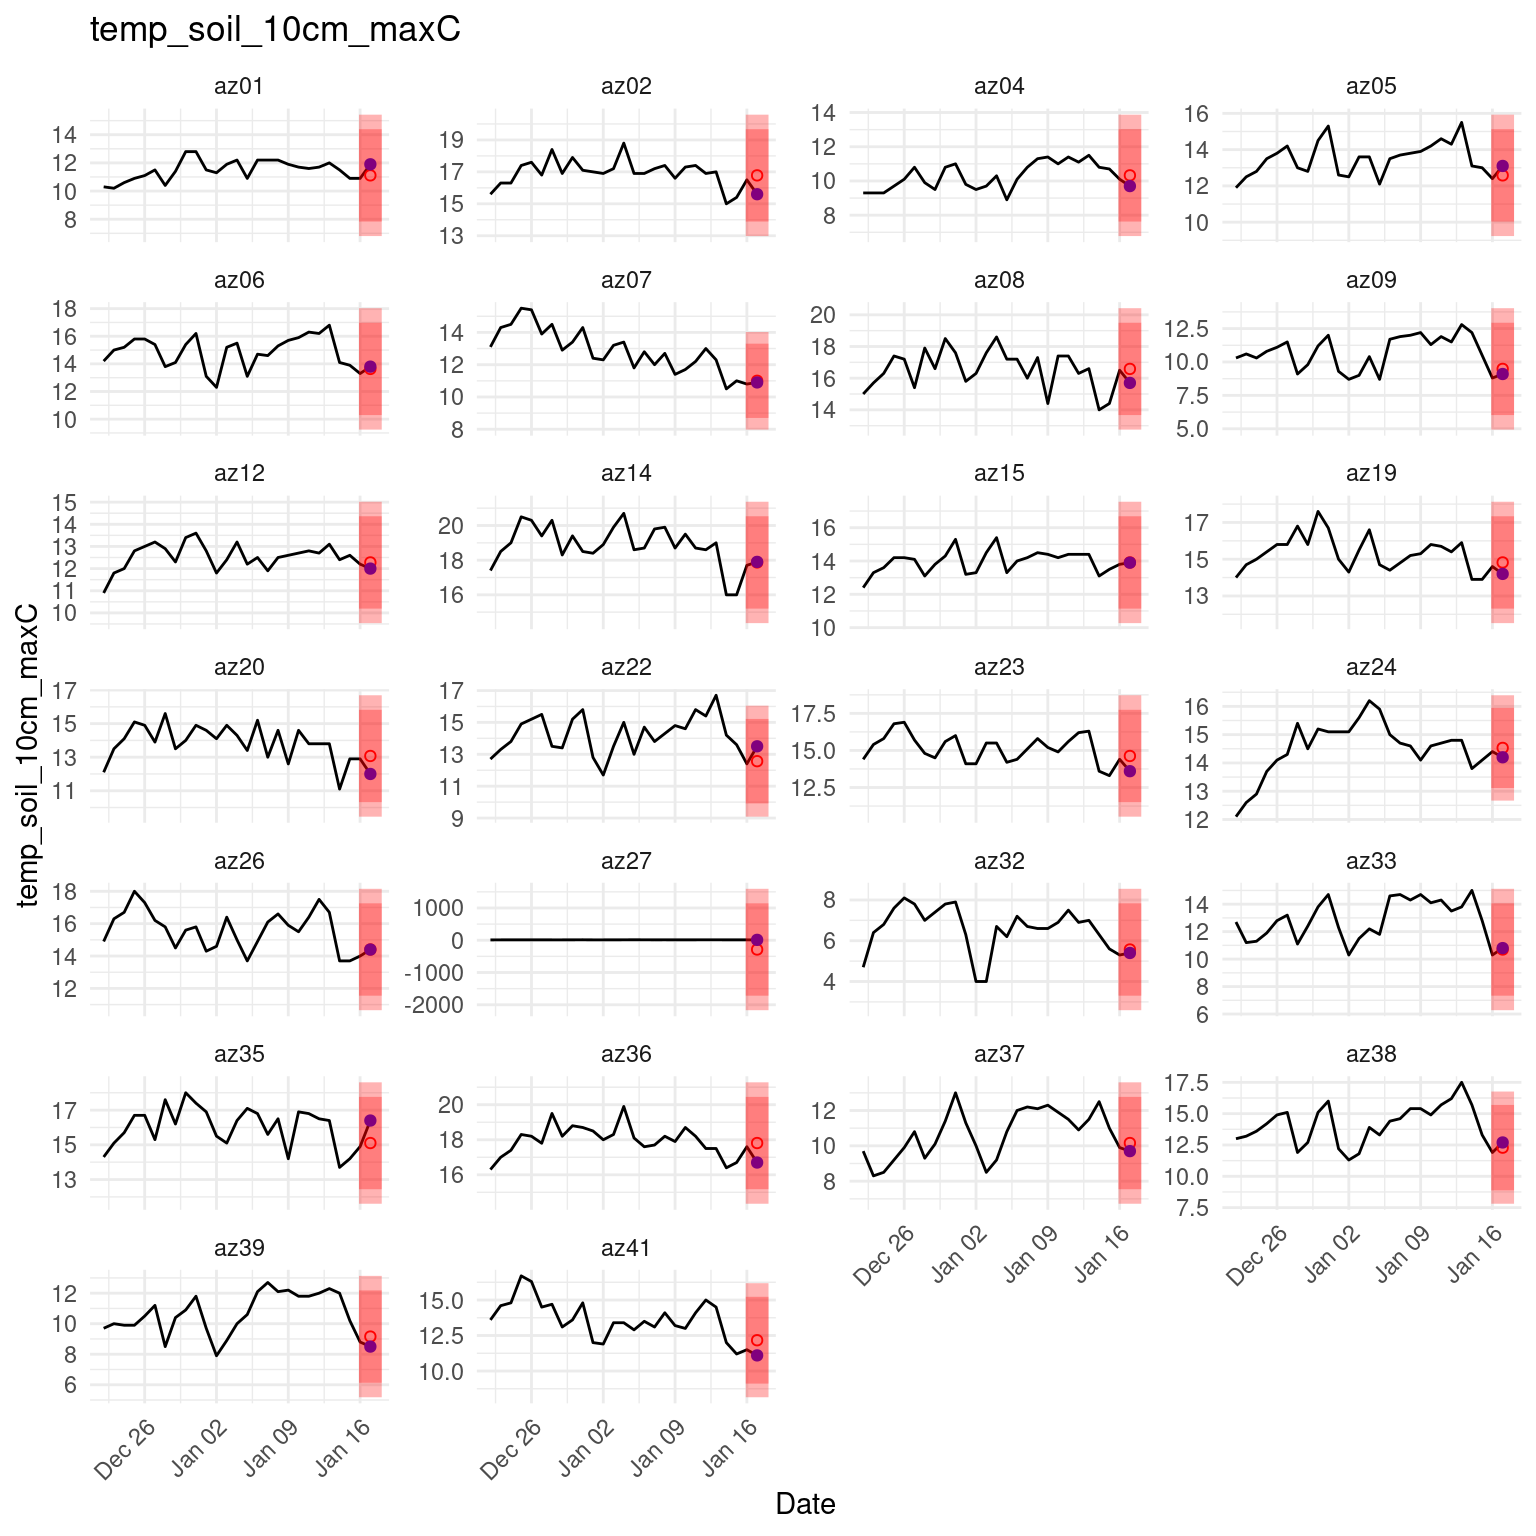 temp_soil_10cm_maxC
az01 az02 az04 az05
14 12 10 8
19 17 15 13
14 12 10 8
16 14 12 10
az06 az07 az08 az09
18 16 14 12 10
14 12 10 8
20 18 16 14
12.5 10.0 7.5 5.0
az12 az14 az15 az19
15 14 13 12 11 10
20 18 16
16 14 12 10
17 15 13
az20 az22 az23 az24
17 15 13 11
17 15 13 11 9
17.5 15.0 12.5
16 15 14 13 12
az26 az27 az32 az33
18 16 14 12
1000 0 -1000 -2000
8 6 4
14 12 10 8 6
az35 az36 az37 az38
17 15 13
20 18 16
12 10 8
17.5 15.0 12.5 10.0 7.5
Dec 26 Jan 02 Jan 09 Jan 16
Dec 26 Jan 02 Jan 09 Jan 16
az39 az41
12 10 8 6
15.0 12.5 10.0
Dec 26 Jan 02 Jan 09 Jan 16
Dec 26 Jan 02 Jan 09 Jan 16
temp_soil_10cm_maxC
Date